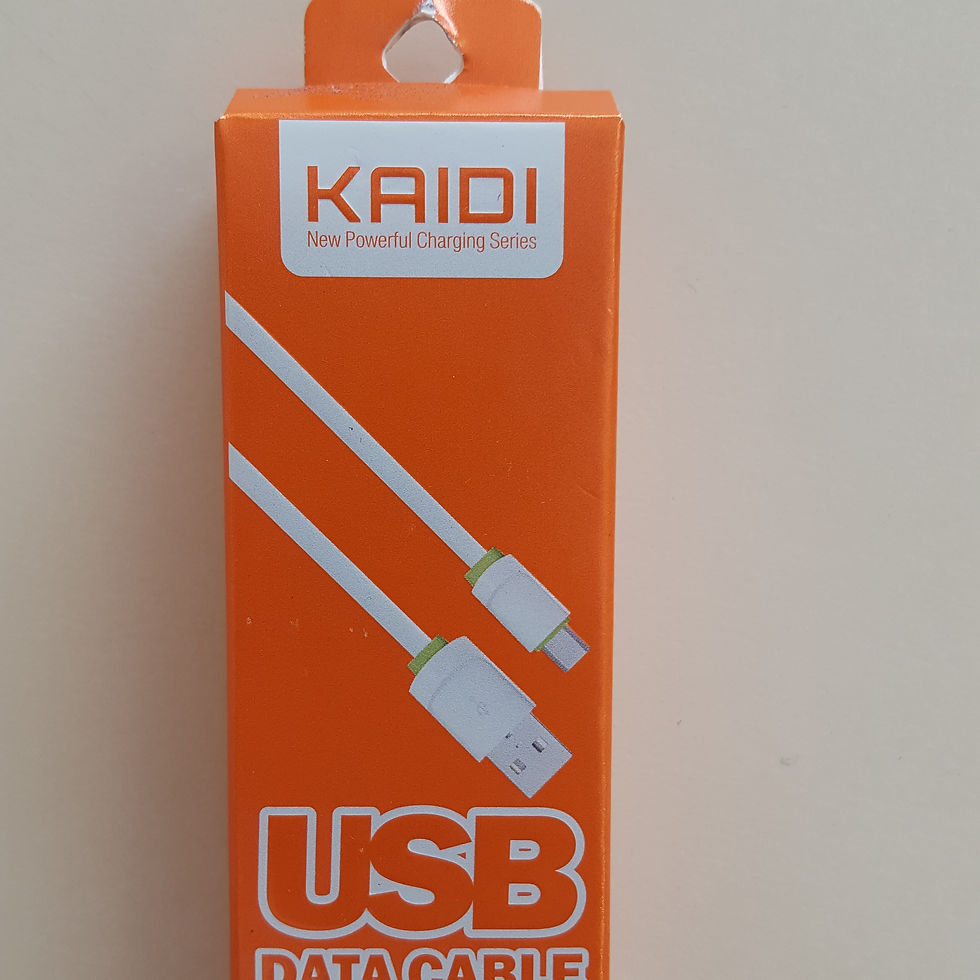 KAIDI
New Powerful Charging Series
USB
DATA CABLE